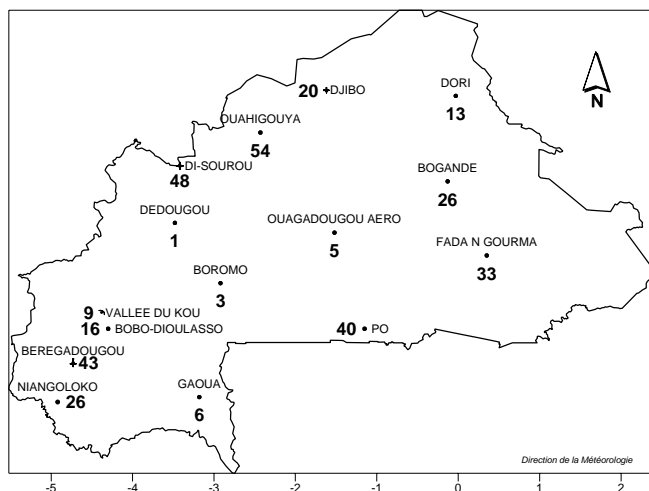 20 DJIBO
DORI
13
OUAHIGOUYA
54
DI-SOUROU
48
BOGANDE
26
DEDOUGOU
1
OUAGADOUGOU AERO
5
FADA N GOURMA
33
BOROMO
3
9 VALLEE DU KOU
16 BOBO-DIOULASSO
40 PO
BEREGADOUGOU
43
NIANGOLOKO
26
GAOUA
6
N
Direction de la Météorologie
-5 -4 -3 -2 -1 0 1 2